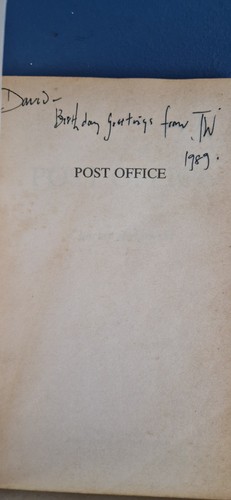 David –
Birthday Greetings from TW
1989.
POST OFFICE